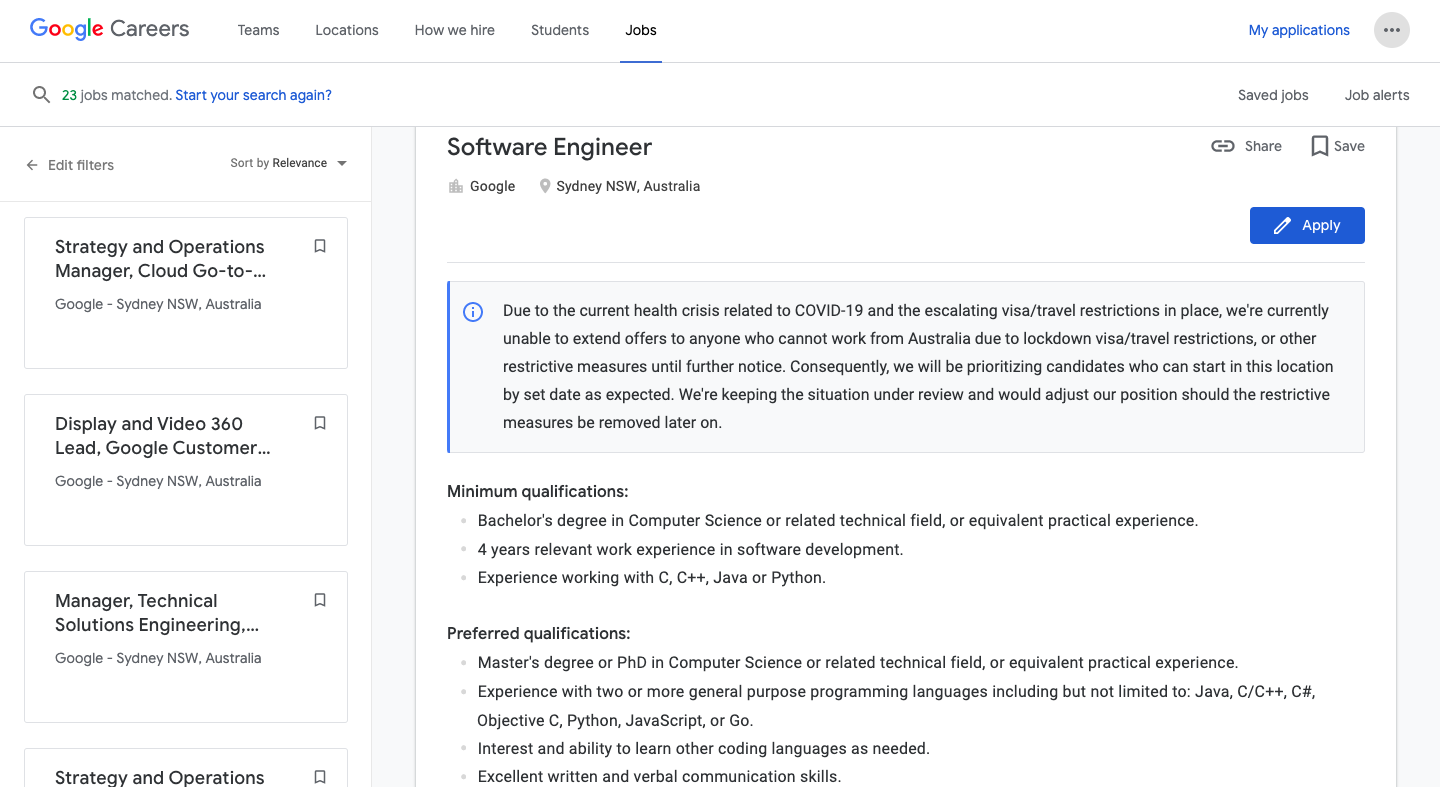 Google Careers Teams Locations How we hire Students Jobs My applications
23 jobs matched. Start your search again? Saved jobs Job alerts
Edit filters Sort by Relevance
Strategy and Operations
Manager, Cloud Go-to-...
Google - Sydney NSW, Australia
Display and Video 360
Lead, Google Customer...
Google - Sydney NSW, Australia
Manager, Technical
Solutions Engineering,...
Google - Sydney NSW, Australia
Strategy and Operations
Software Engineer Share Save
Google Sydney NSW, Australia
Apply
Due to the current health crisis related to COVID-19 and the escalating visa/travel restrictions in place, we're currently
unable to extend offers to anyone who cannot work from Australia due to lockdown visa/travel restrictions, or other
restrictive measures until further notice. Consequently, we will be prioritizing candidates who can start in this location
by set date as expected. We're keeping the situation under review and would adjust our position should the restrictive
measures be removed later on.
Minimum qualifications:
Bachelor's degree in Computer Science or related technical field, or equivalent practical experience.
4 years relevant work experience in software development.
Experience working with C, C++, Java or Python.
Preferred qualifications:
Master's degree or PhD in Computer Science or related technical field, or equivalent practical experience.
Experience with two or more general purpose programming languages including but not limited to: Java, C/C++, C#,
Objective C, Python, JavaScript, or Go.
Interest and ability to learn other coding languages as needed.
Excellent written and verbal communication skills.